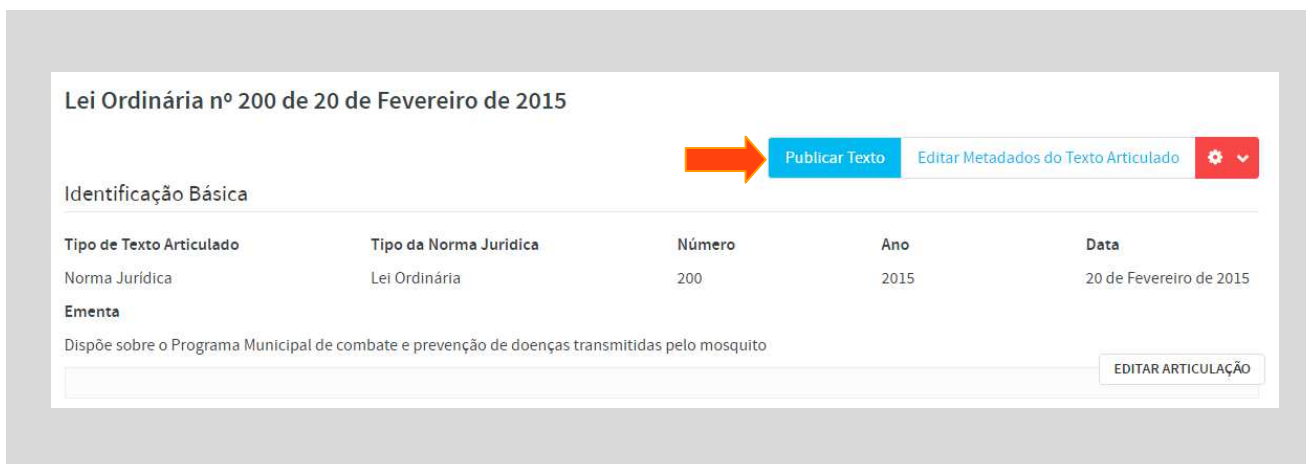 Lei Ordinária nº 200 de 20 de Fevereiro de 2015
Publicar Texto Editar Metadados do Texto Articulado
Identificação Básica
Tipo de Texto Articulado Tipo da Norma Juridica Número Ano Data
Norma Jurídica Lei Ordinária 200 2015 20 de Fevereiro de 2015
Ementa
Dispõe sobre o Programa Municipal de combate e prevenção de doenças transmitidas pelo mosquito
EDITAR ARTICULAÇÃO